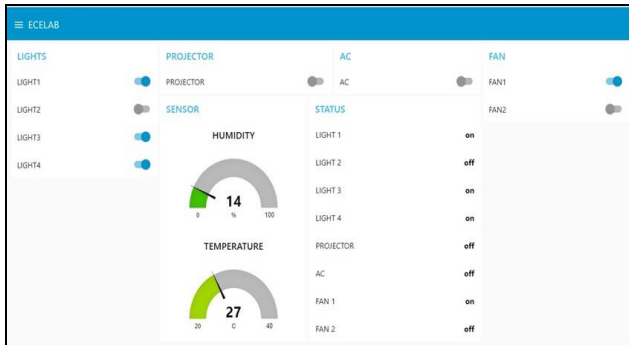 ≡ ECELAB
LIGHTS
LIGHT1
LIGHT2
LIGHT3
LIGHT4
PROJECTOR
PROJECTOR
AC
AC
FAN
FAN1
FAN2
SENSOR
HUMIDITY
14
0 % 100
TEMPERATURE
27
20 C 40
STATUS
LIGHT 1 on
LIGHT 2 off
LIGHT 3 on
LIGHT 4 on
PROJECTOR off
AC off
FAN 1 on
FAN 2 off